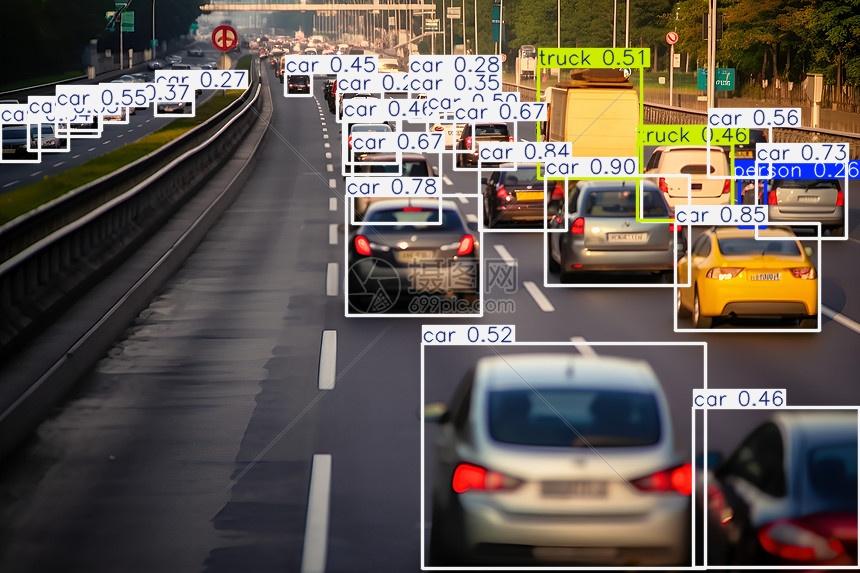 truck 0.51
car 0.45
car 0.28
car 0.27
car 0.35
0.37
0.55
car 0.50
car 0.46
car 0.67
car 0.56
truck 0.46
car 0.67
car 0.84
car 0.73
car 0.90
person 0.26
car 0.78
car 0.85
摄图网
699pic.com
car 0.52
car 0.46